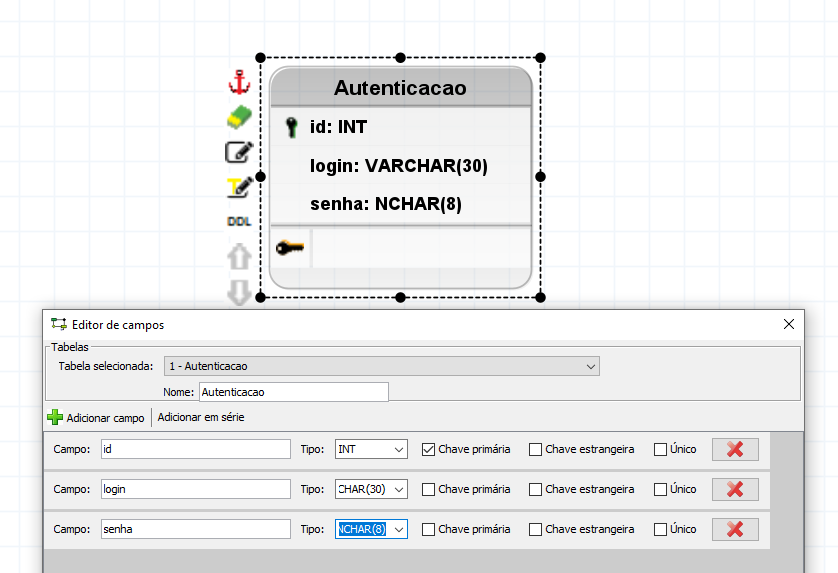 Autenticacao
id: INT
login: VARCHAR(30)
senha: NCHAR(8)
DDL
Editor de campos
Tabelas
Tabela selecionada: 1 - Autenticacao
Nome: Autenticacao
Adicionar campo Adicionar em série
Campo: id Tipo: INT Chave primária Chave estrangeira Único
Campo: login Tipo: CHAR(30) Chave primária Chave estrangeira Único
Campo: senha Tipo: NCHAR(8) Chave primária Chave estrangeira Único